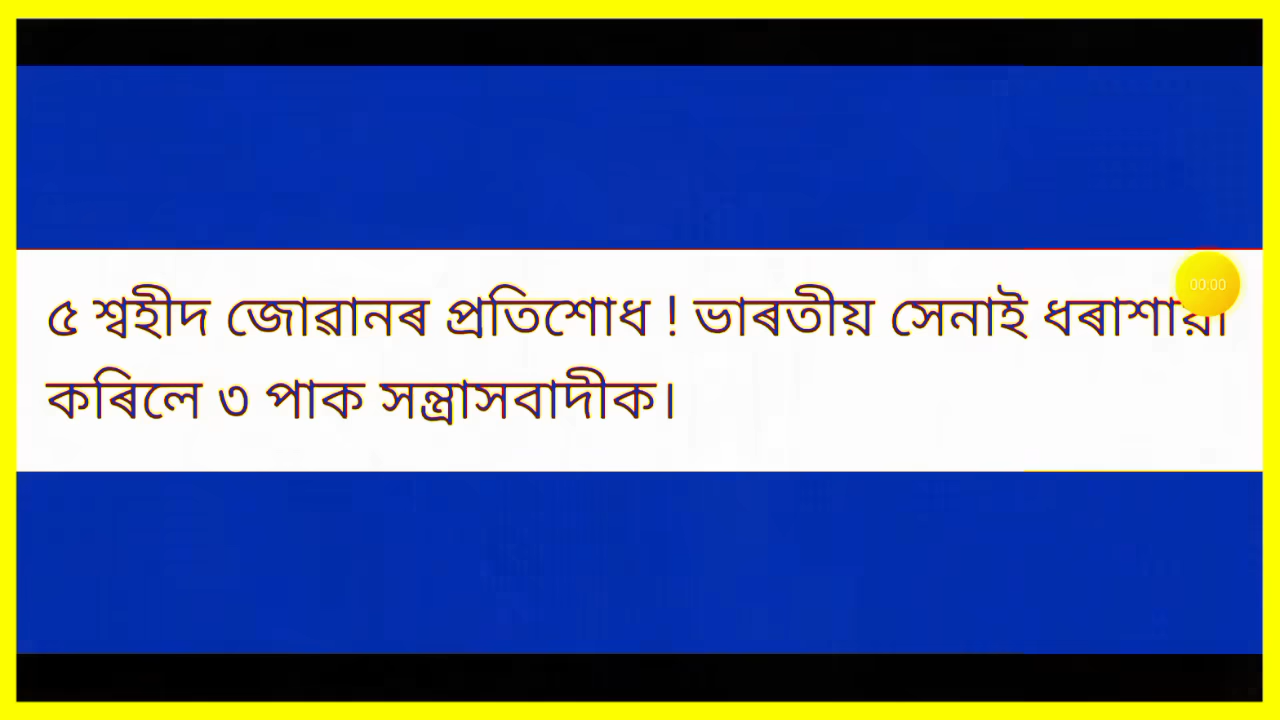 ৫ শ্বহীদ জোৱানৰ প্ৰতিশোধ ! ভাৰতীয় সেনাই ধৰাশায়ী
কৰিলে ৩ পাক সন্ত্ৰাসবাদীক।
00:00